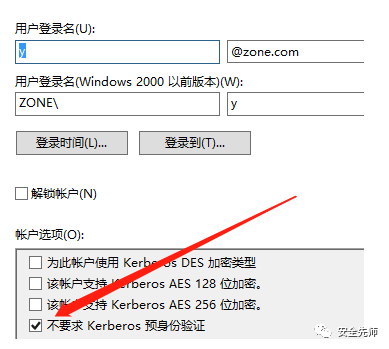 用户登录名(U):
y @zone.com
用户登录名(Windows 2000 以前版本)(W):
ZONE\ y
登录时间(L)... 登录到(T)...
解锁帐户(N)
帐户选项(O):
为此帐户使用 Kerberos DES 加密类型
该帐户支持 Kerberos AES 128 位加密。
该帐户支持 Kerberos AES 256 位加密。
不要求 Kerberos 预身份验证
安全先师